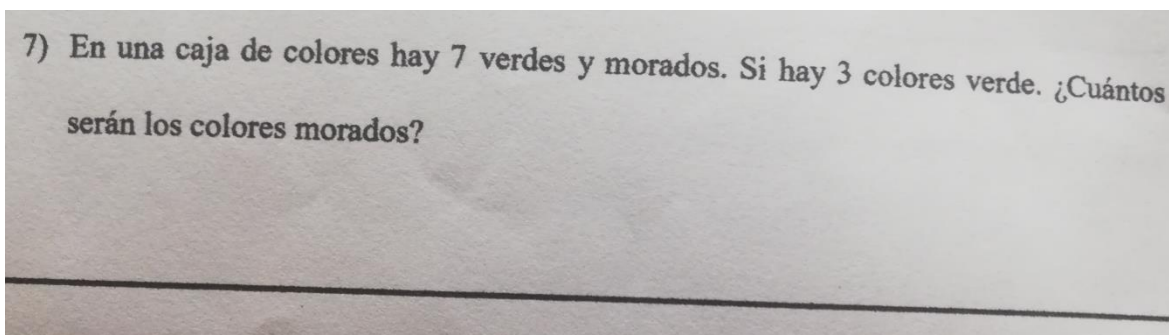 7) En una caja de colores hay 7 verdes y morados. Si hay 3 colores verde. ¿Cuántos
serán los colores morados?